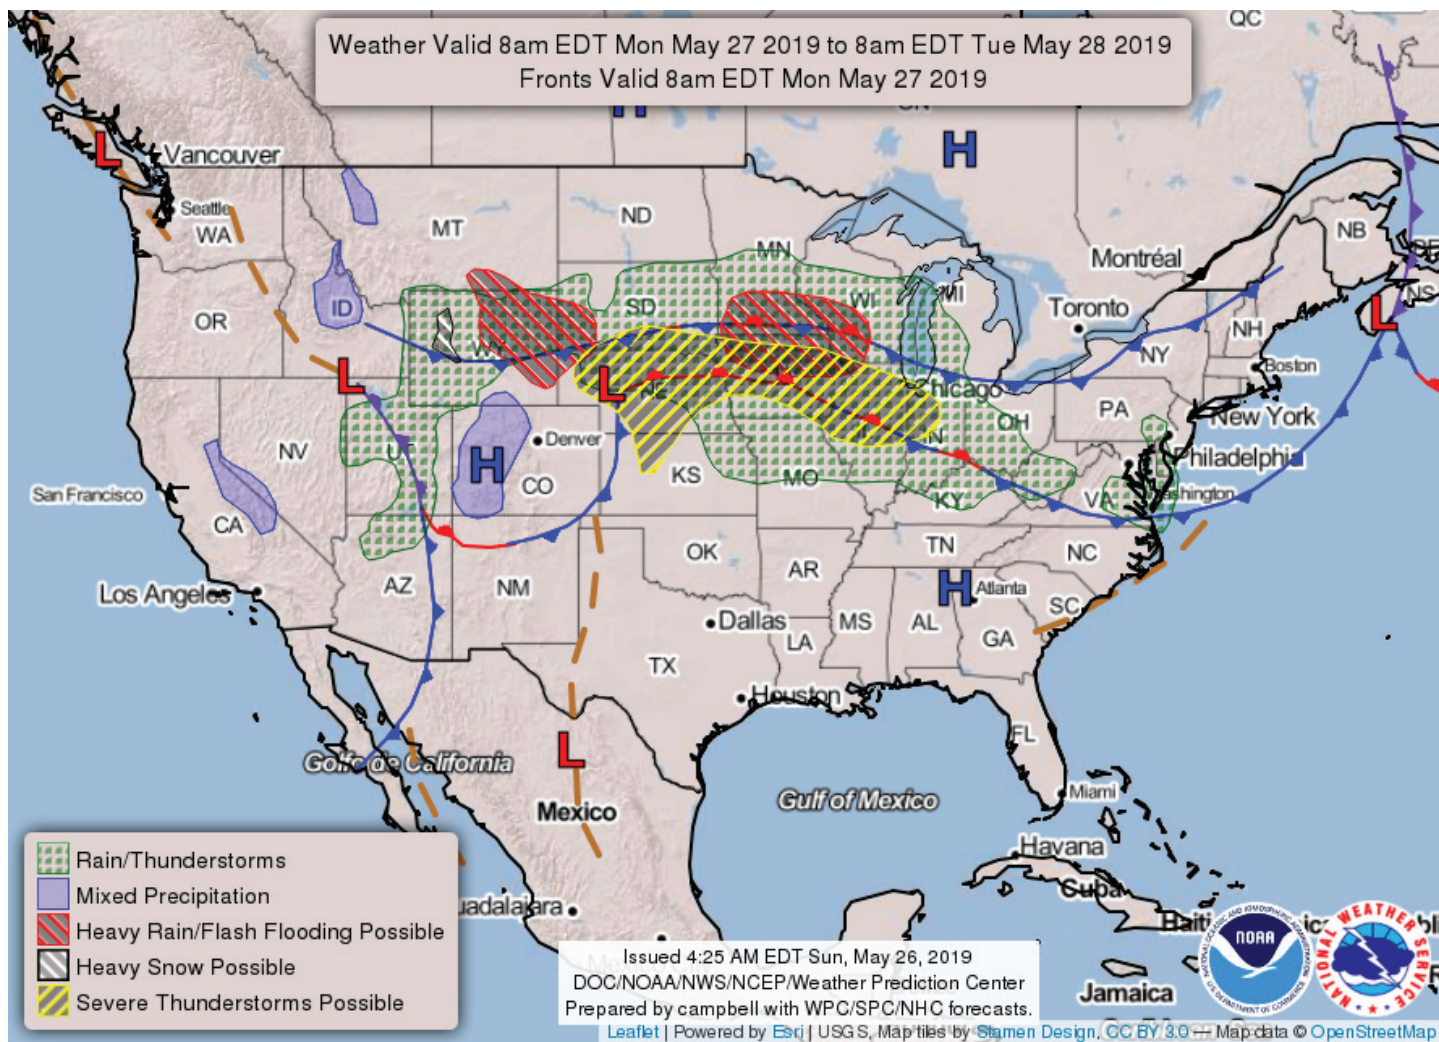 QC
Weather Valid 8am EDT Mon May 27 2019 to 8am EDT Tue May 28 2019
Fronts Valid 8am EDT Mon May 27 2019
H
H
L
Vancouver
Seattle
WA
MT
ND
MN
Montréal
NB
NS
OR
ID
SD
WI
MI
Toronto
L
NH
NY
Boston
L
L
Chicago
PA
New York
NV
Denver
OH
IN
Philadelphia
H
CO
KS
MO
KY
VA
San Francisco
CA
OK
TN
NC
Los Angeles
AZ
NM
AR
H
Atlanta
SC
Dallas
MS
AL
GA
LA
TX
Houston
FL
L
Golfo de California
Mexico
Gulf of Mexico
Miami
Havana
Cuba
Rain/Thunderstorms
Mixed Precipitation
Heavy Rain/Flash Flooding Possible
Heavy Snow Possible
Severe Thunderstorms Possible
Haiti
NOAA
NATIONAL WEATHER SERVICE
Jamaica
Issued 4:25 AM EDT Sun, May 26, 2019
DOC/NOAA/NWS/NCEP/Weather Prediction Center
Prepared by campbell with WPC/SPC/NHC forecasts.
Leaflet | Powered by Esri | USGS, Map tiles by Stamen Design, CC BY 3.0 — Map data © OpenStreetMap